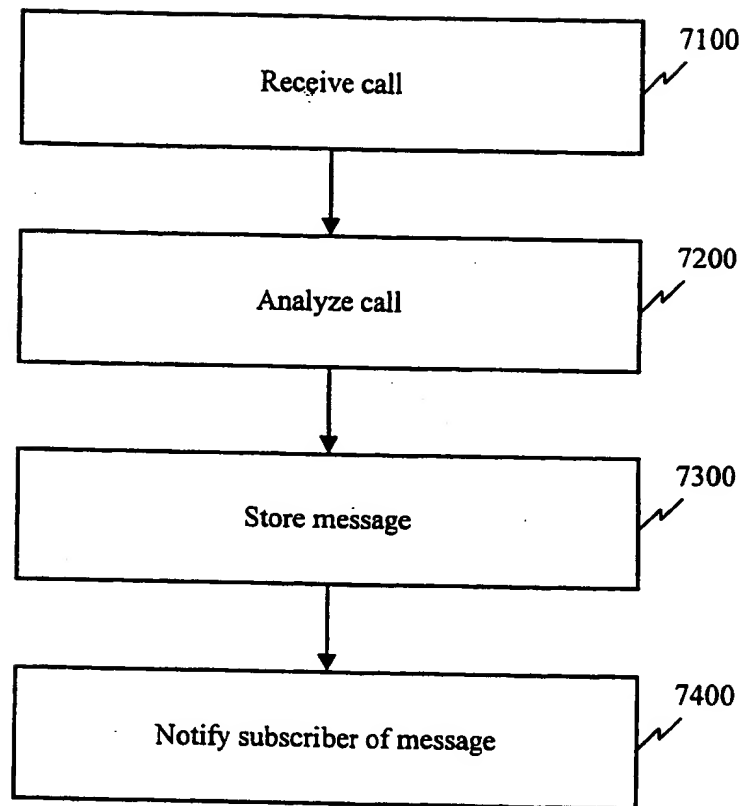 7100
Receive call
7200
Analyze call
7300
Store message
7400
Notify subscriber of message